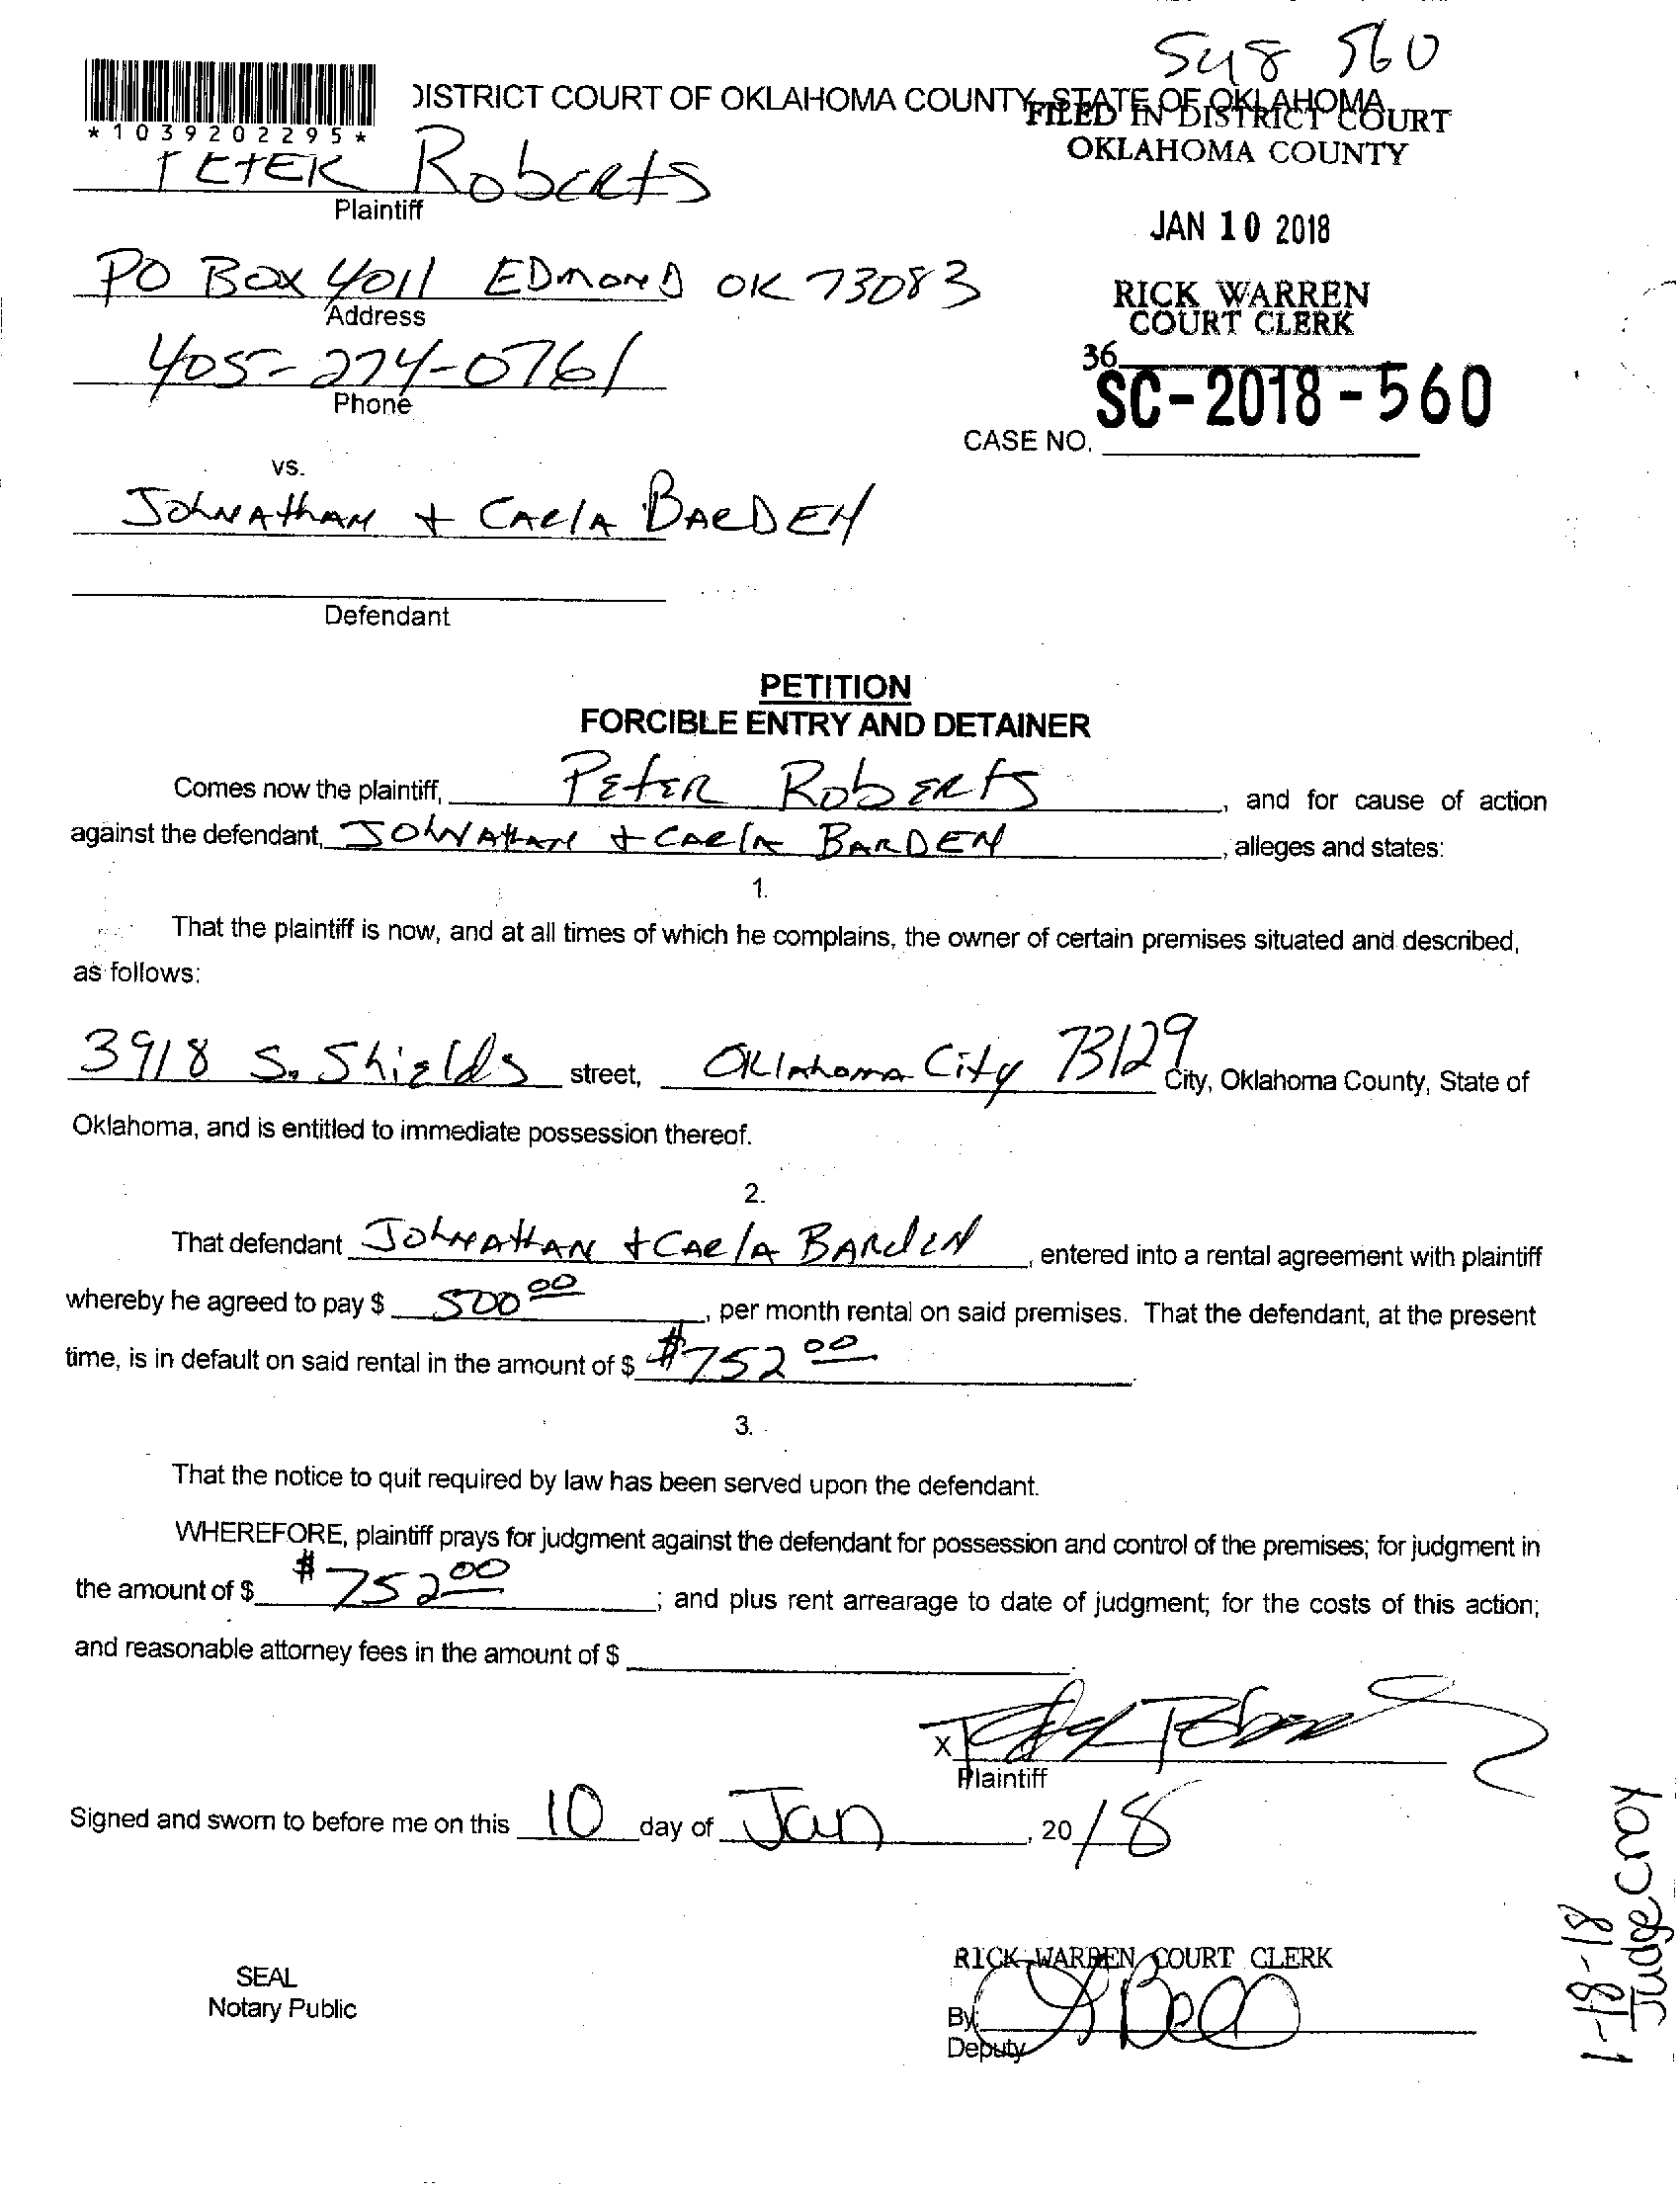 548 560
*1039202295*
DISTRICT COURT OF OKLAHOMA COUNTY, STATE OF OKLAHOMA
FILED IN DISTRICT COURT
OKLAHOMA COUNTY
PETER Roberts
Plaintiff
JAN 10 2018
PO BOX 4011 EDMOND OK 73083
Address
RICK WARREN
COURT CLERK
405-274-0761
Phone
36
SC-2018-560
CASE NO.
vs.
JOHNATHAN + CARLA BARDEN
Defendant
PETITION
FORCIBLE ENTRY AND DETAINER
Comes now the plaintiff, PETER ROBERTS, and for cause of action
against the defendant, JOHNATHAN + CARLA BARDEN, alleges and states:
1.
That the plaintiff is now, and at all times of which he complains, the owner of certain premises situated and described,
as follows:
3918 S. Shields street, Oklahoma City 73129 City, Oklahoma County, State of
Oklahoma, and is entitled to immediate possession thereof.
2.
That defendant JOHNATHAN + CARLA BARDEN, entered into a rental agreement with plaintiff
whereby he agreed to pay $ 500 00, per month rental on said premises. That the defendant, at the present
time, is in default on said rental in the amount of $ $752 00.
3.
That the notice to quit required by law has been served upon the defendant.
WHEREFORE, plaintiff prays for judgment against the defendant for possession and control of the premises; for judgment in
the amount of $ $752 00; and plus rent arrearage to date of judgment; for the costs of this action;
and reasonable attorney fees in the amount of $
X
Plaintiff
Signed and sworn to before me on this 10 day of Jan, 20 18
RICK WARREN COURT CLERK
SEAL
Notary Public
By:
Deputy
1-18-18
Judge Croy